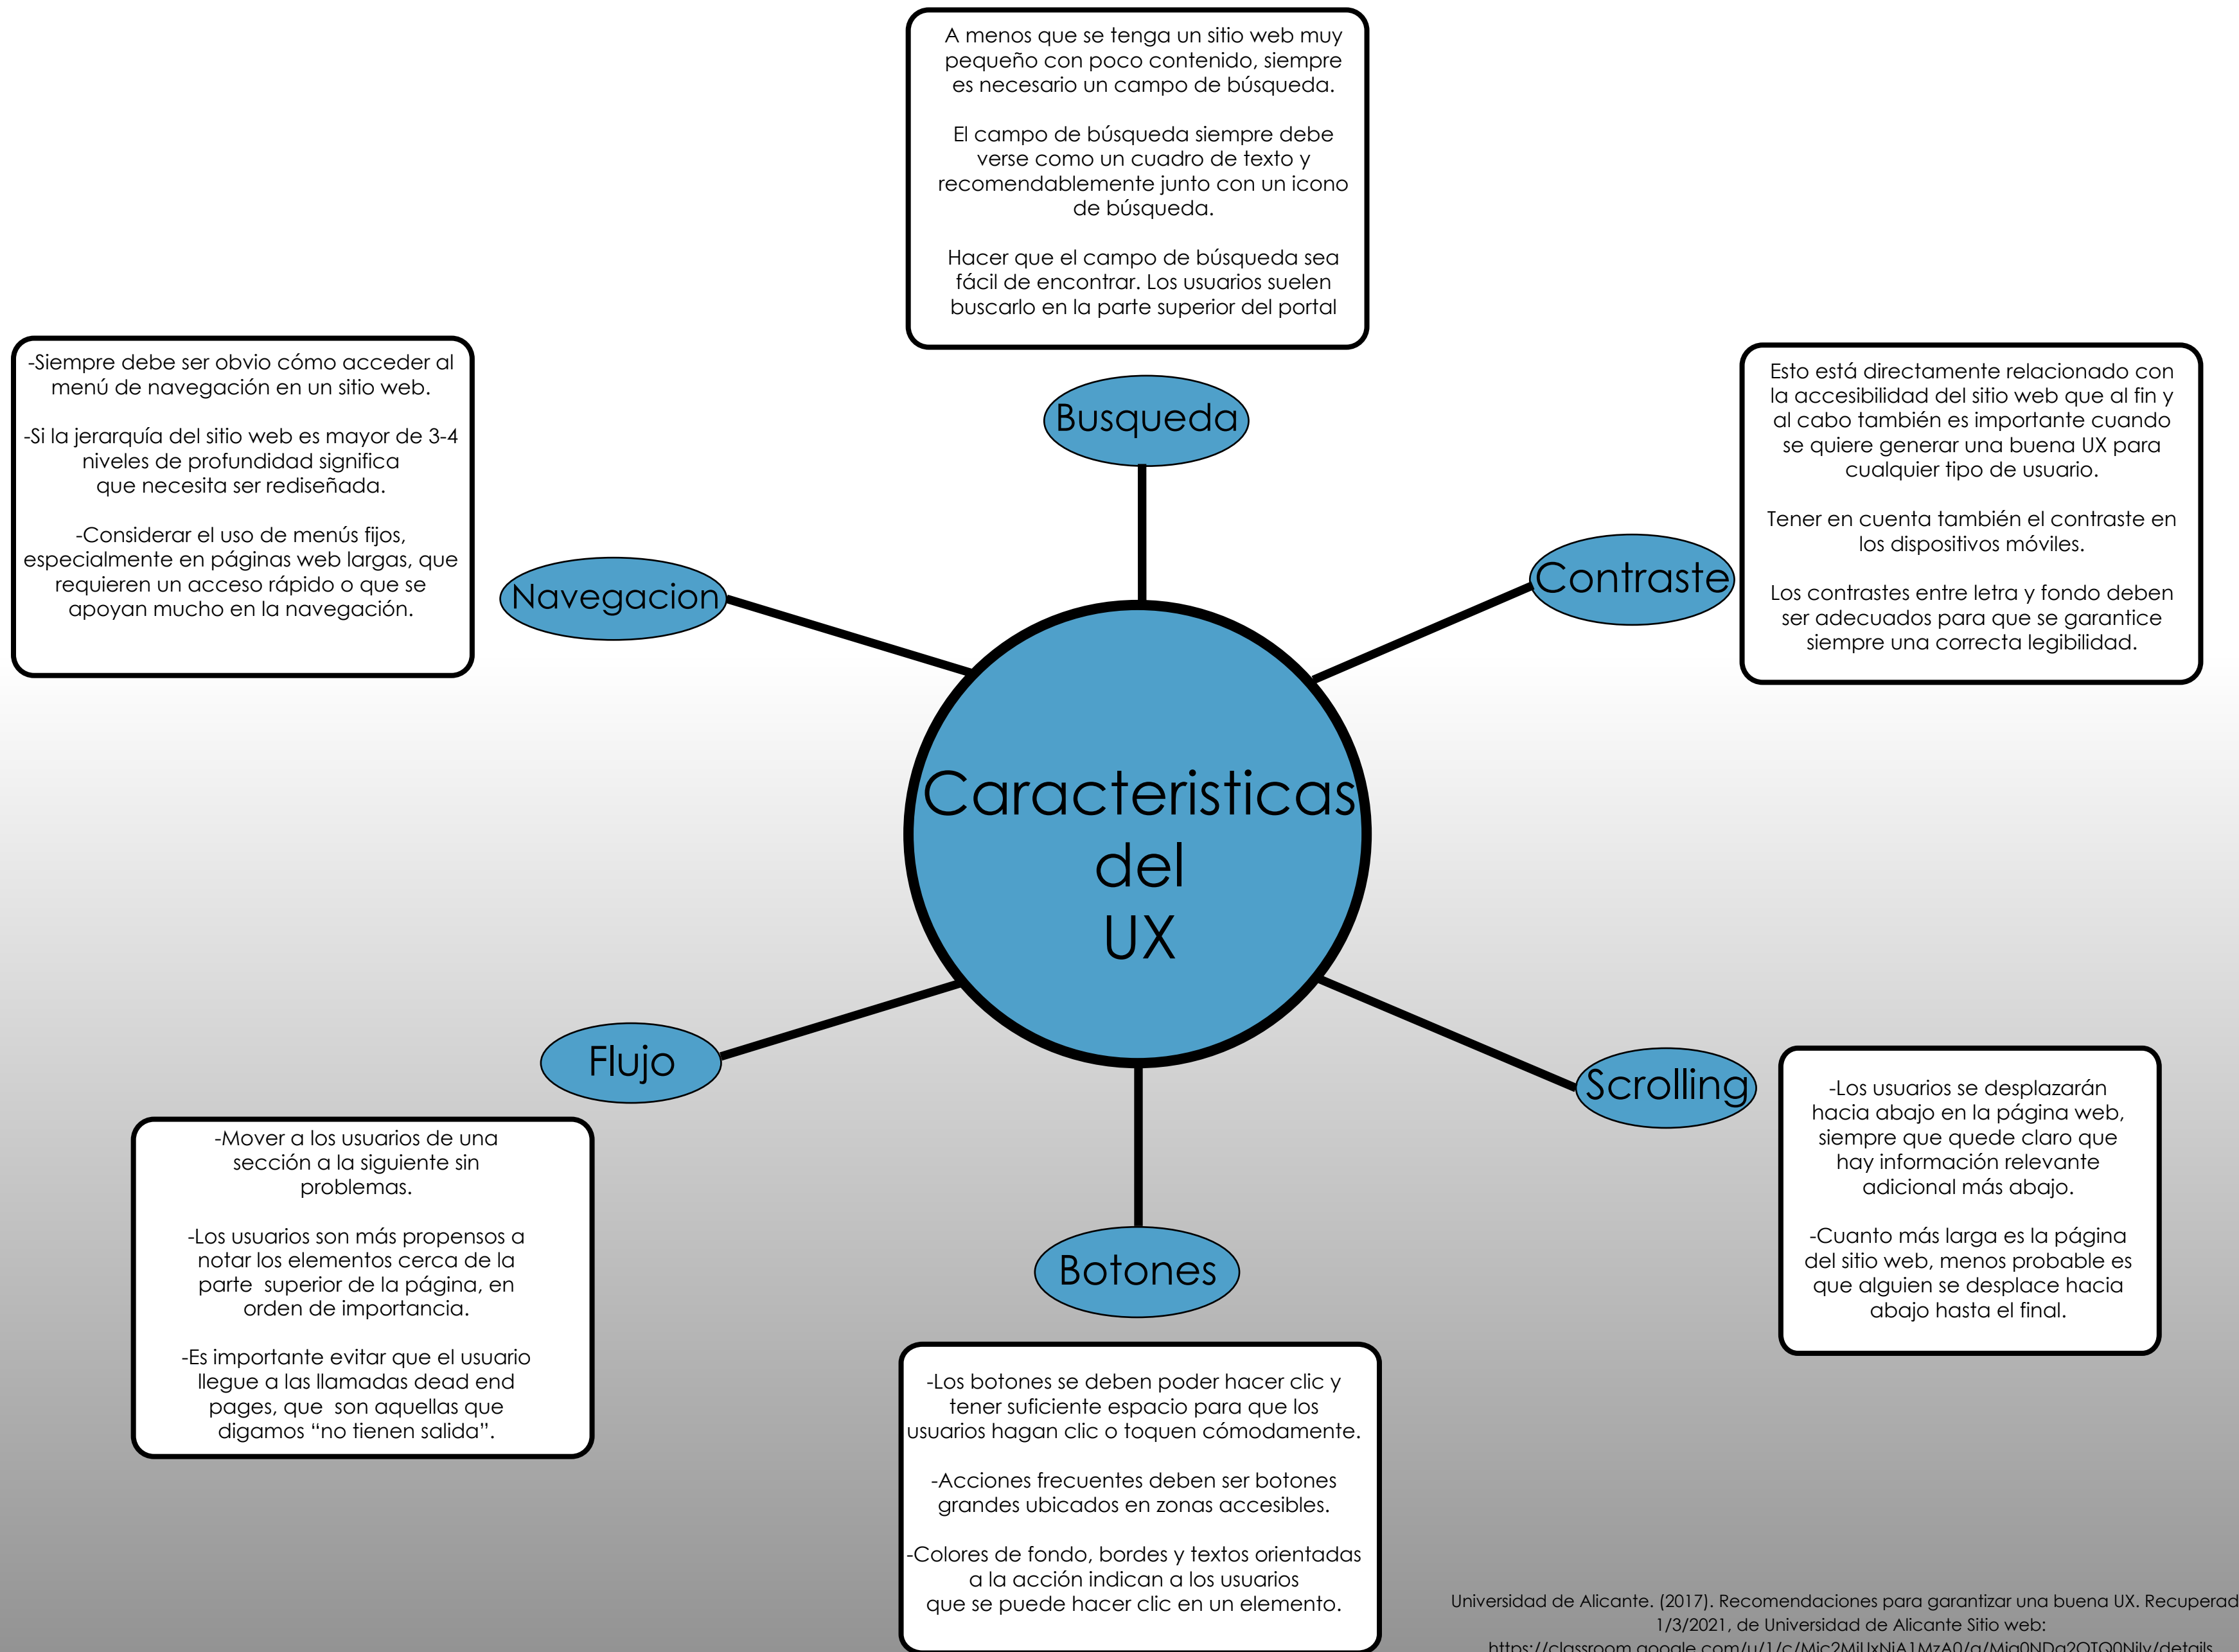 A menos que se tenga un sitio web muy
pequeño con poco contenido, siempre
es necesario un campo de búsqueda.
El campo de búsqueda siempre debe
verse como un cuadro de texto y
recomendablemente junto con un icono
de búsqueda.
Hacer que el campo de búsqueda sea
fácil de encontrar. Los usuarios suelen
buscarlo en la parte superior del portal
Busqueda
-Siempre debe ser obvio cómo acceder al
menú de navegación en un sitio web.
-Si la jerarquía del sitio web es mayor de 3-4
niveles de profundidad significa
que necesita ser rediseñada.
-Considerar el uso de menús fijos,
especialmente en páginas web largas, que
requieren un acceso rápido o que se
apoyan mucho en la navegación.
Navegacion
Esto está directamente relacionado con
la accesibilidad del sitio web que al fin y
al cabo también es importante cuando
se quiere generar una buena UX para
cualquier tipo de usuario.
Tener en cuenta también el contraste en
los dispositivos móviles.
Los contrastes entre letra y fondo deben
ser adecuados para que se garantice
siempre una correcta legibilidad.
Contraste
Caracteristicas
del
UX
Flujo
-Mover a los usuarios de una
sección a la siguiente sin
problemas.
-Los usuarios son más propensos a
notar los elementos cerca de la
parte superior de la página, en
orden de importancia.
-Es importante evitar que el usuario
llegue a las llamadas dead end
pages, que son aquellas que
digamos “no tienen salida”.
Scrolling
-Los usuarios se desplazarán
hacia abajo en la página web,
siempre que quede claro que
hay información relevante
adicional más abajo.
-Cuanto más larga es la página
del sitio web, menos probable es
que alguien se desplace hacia
abajo hasta el final.
Botones
-Los botones se deben poder hacer clic y
tener suficiente espacio para que los
usuarios hagan clic o toquen cómodamente.
-Acciones frecuentes deben ser botones
grandes ubicados en zonas accesibles.
-Colores de fondo, bordes y textos orientadas
a la acción indican a los usuarios
que se puede hacer clic en un elemento.
Universidad de Alicante. (2017). Recomendaciones para garantizar una buena UX. Recuperad
1/3/2021, de Universidad de Alicante Sitio web: